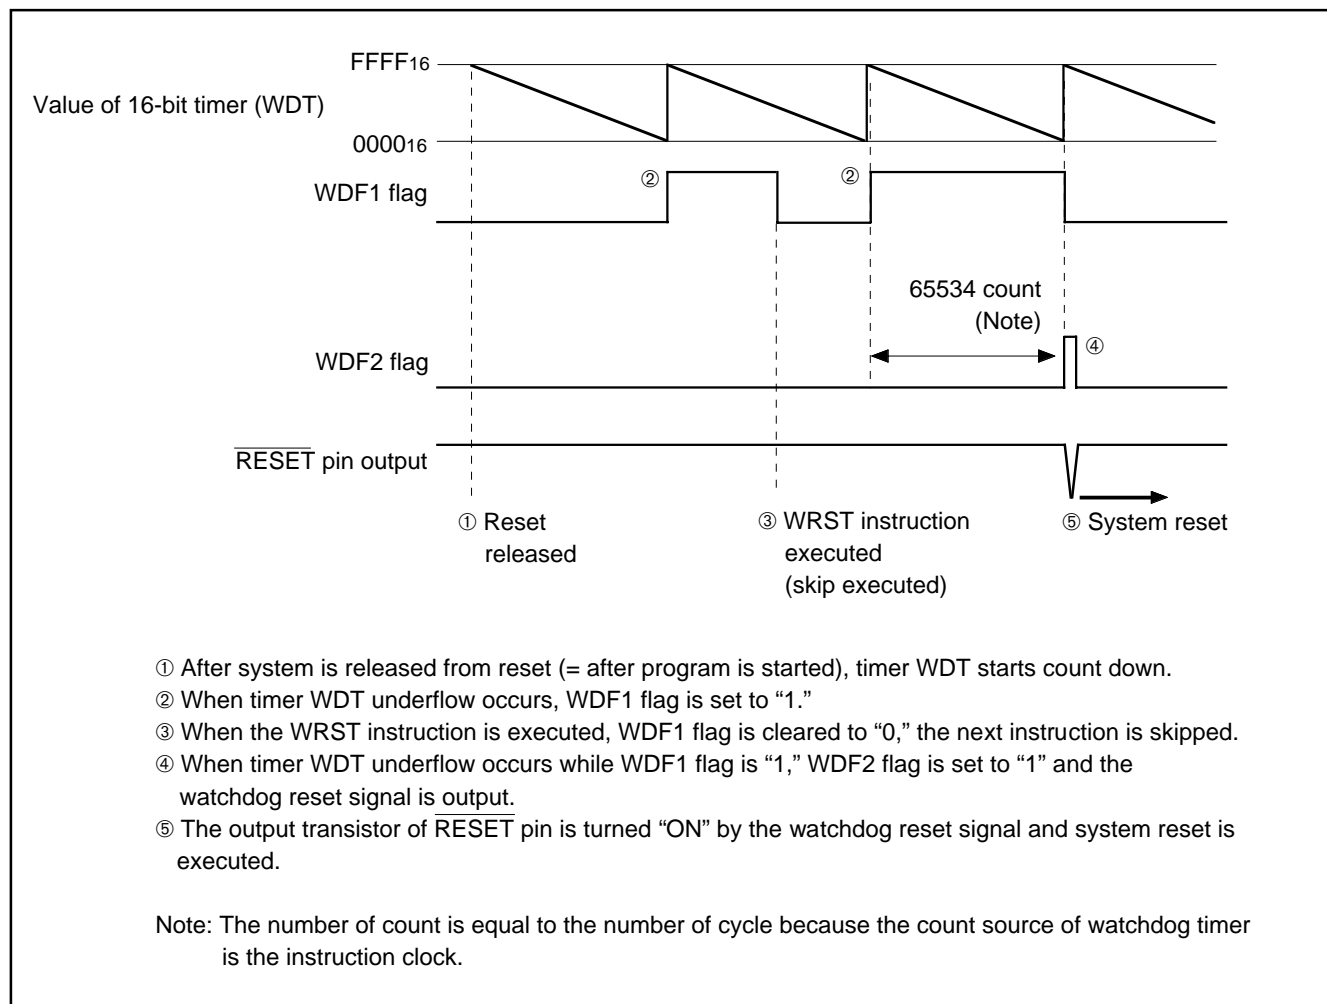 FFFF16
Value of 16-bit timer (WDT)
000016
② ②
WDF1 flag
65534 count
(Note)
④
WDF2 flag
RESET pin output
① Reset
released
③ WRST instruction
executed
(skip executed)
⑤ System reset
① After system is released from reset (= after program is started), timer WDT starts count down.
② When timer WDT underflow occurs, WDF1 flag is set to “1.”
③ When the WRST instruction is executed, WDF1 flag is cleared to “0,” the next instruction is skipped.
④ When timer WDT underflow occurs while WDF1 flag is “1,” WDF2 flag is set to “1” and the
watchdog reset signal is output.
⑤ The output transistor of RESET pin is turned “ON” by the watchdog reset signal and system reset is
executed.
Note: The number of count is equal to the number of cycle because the count source of watchdog timer
is the instruction clock.